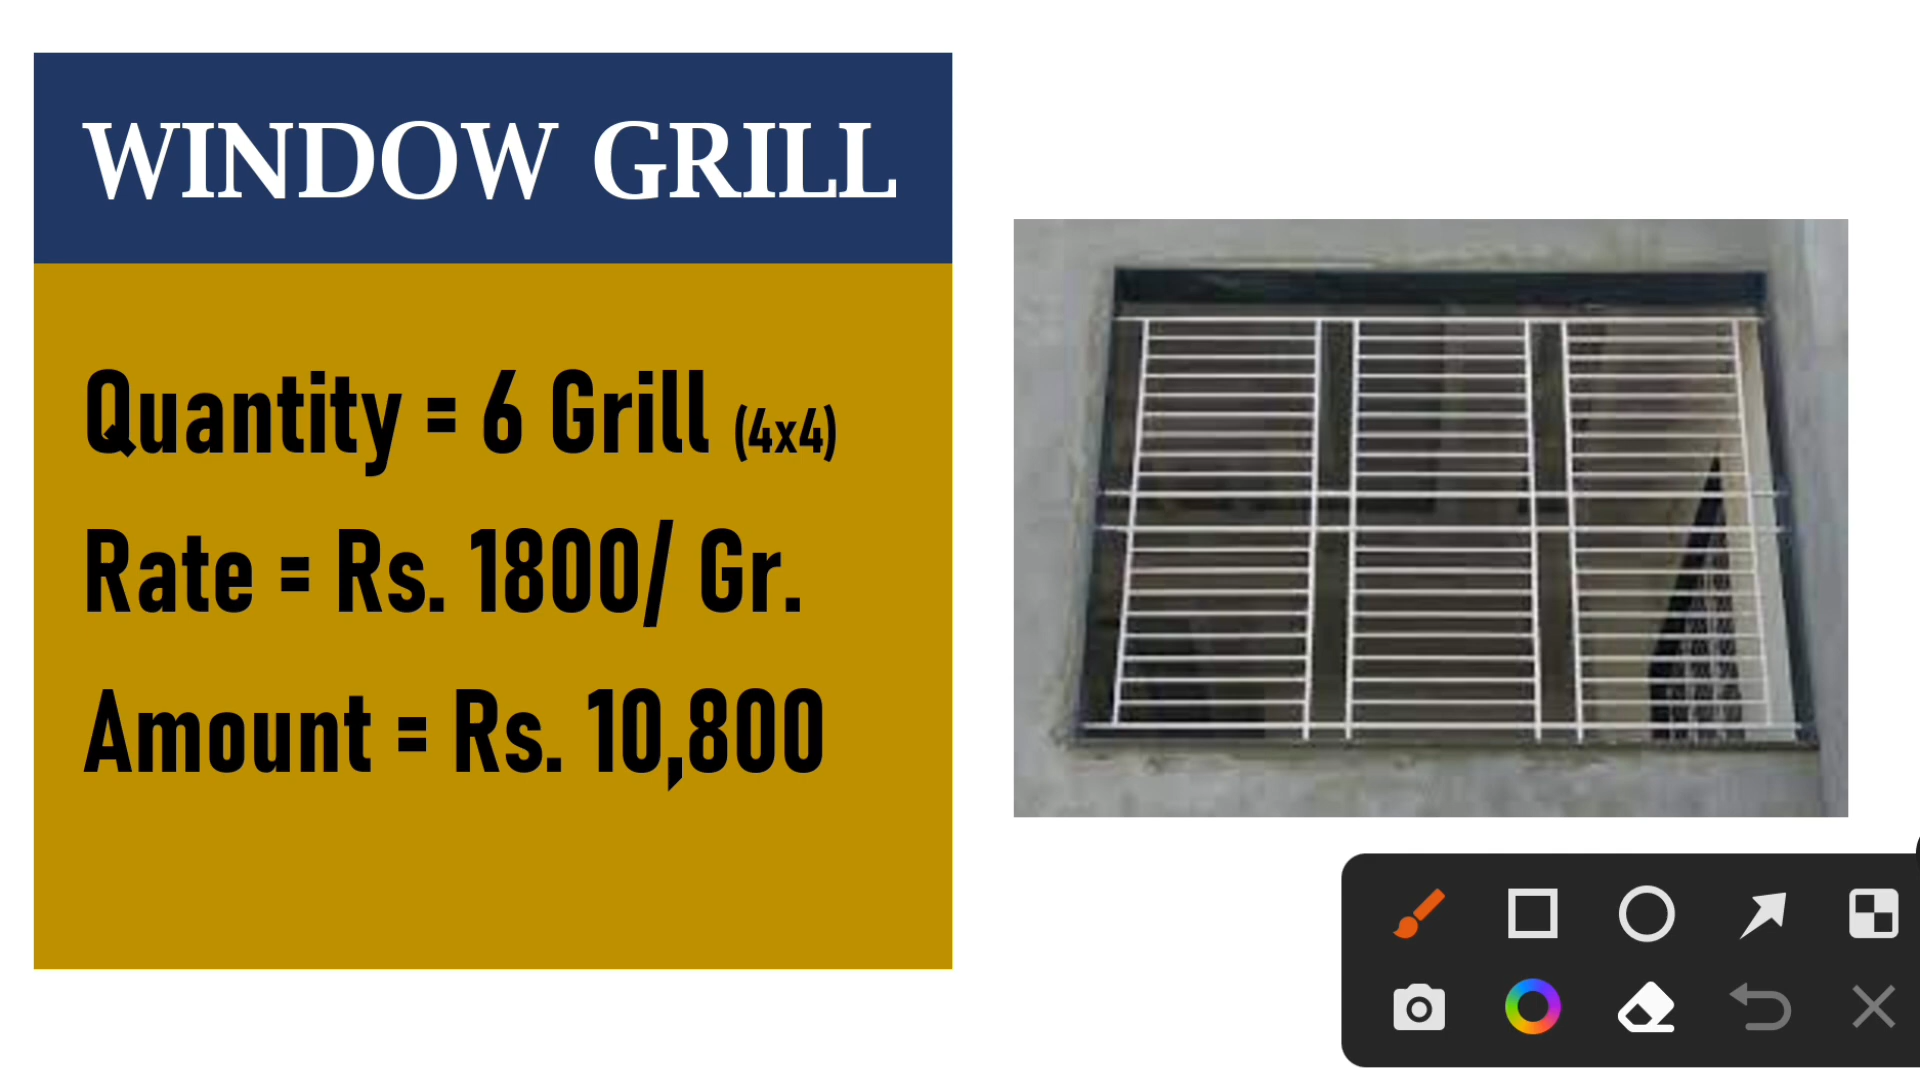 WINDOW GRILL
Quantity = 6 Grill (4x4)
Rate = Rs. 1800/ Gr.
Amount = Rs. 10,800